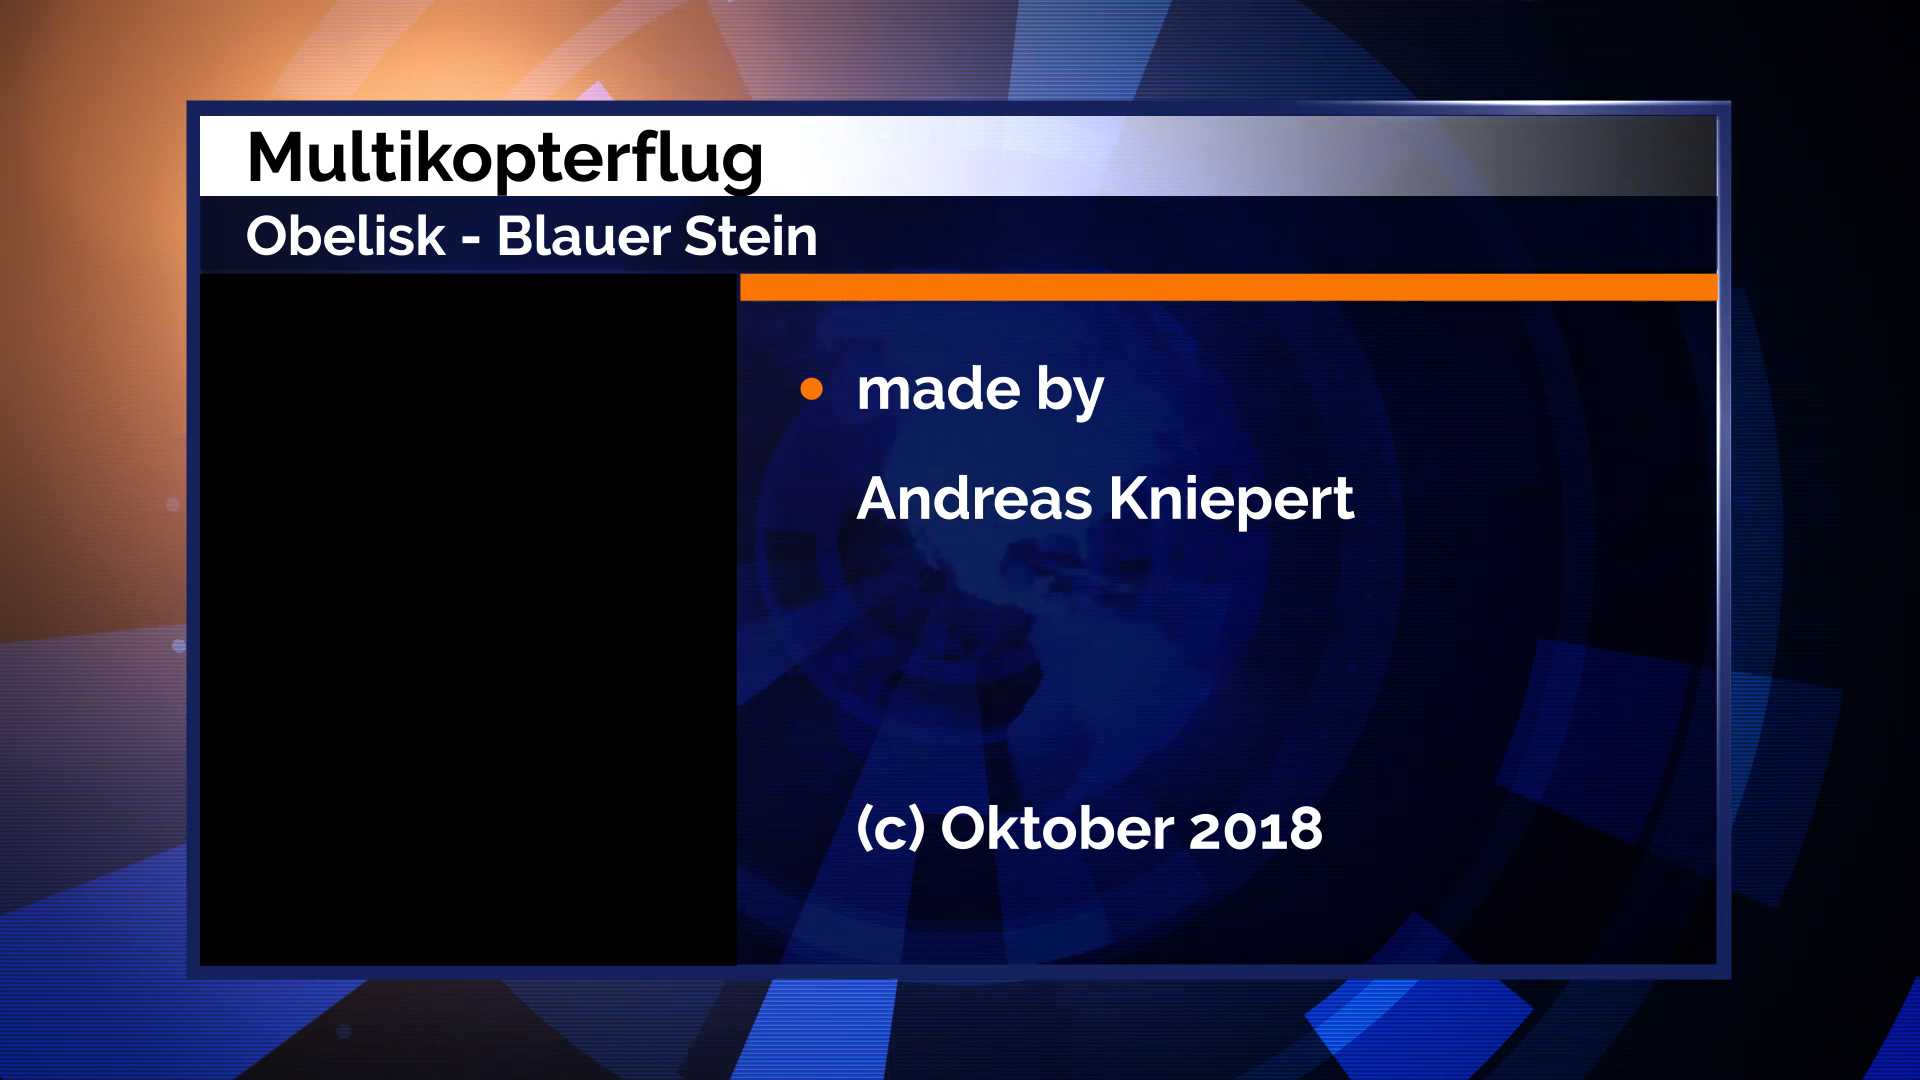 Multikopterflug
Obelisk - Blauer Stein
made by
Andreas Kniepert
(c) Oktober 2018